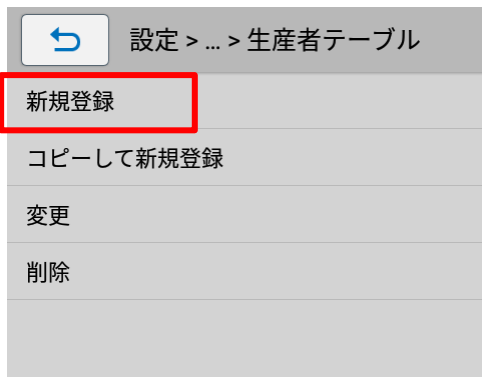 設定 > ... > 生産者テーブル
新規登録
コピーして新規登録
変更
削除